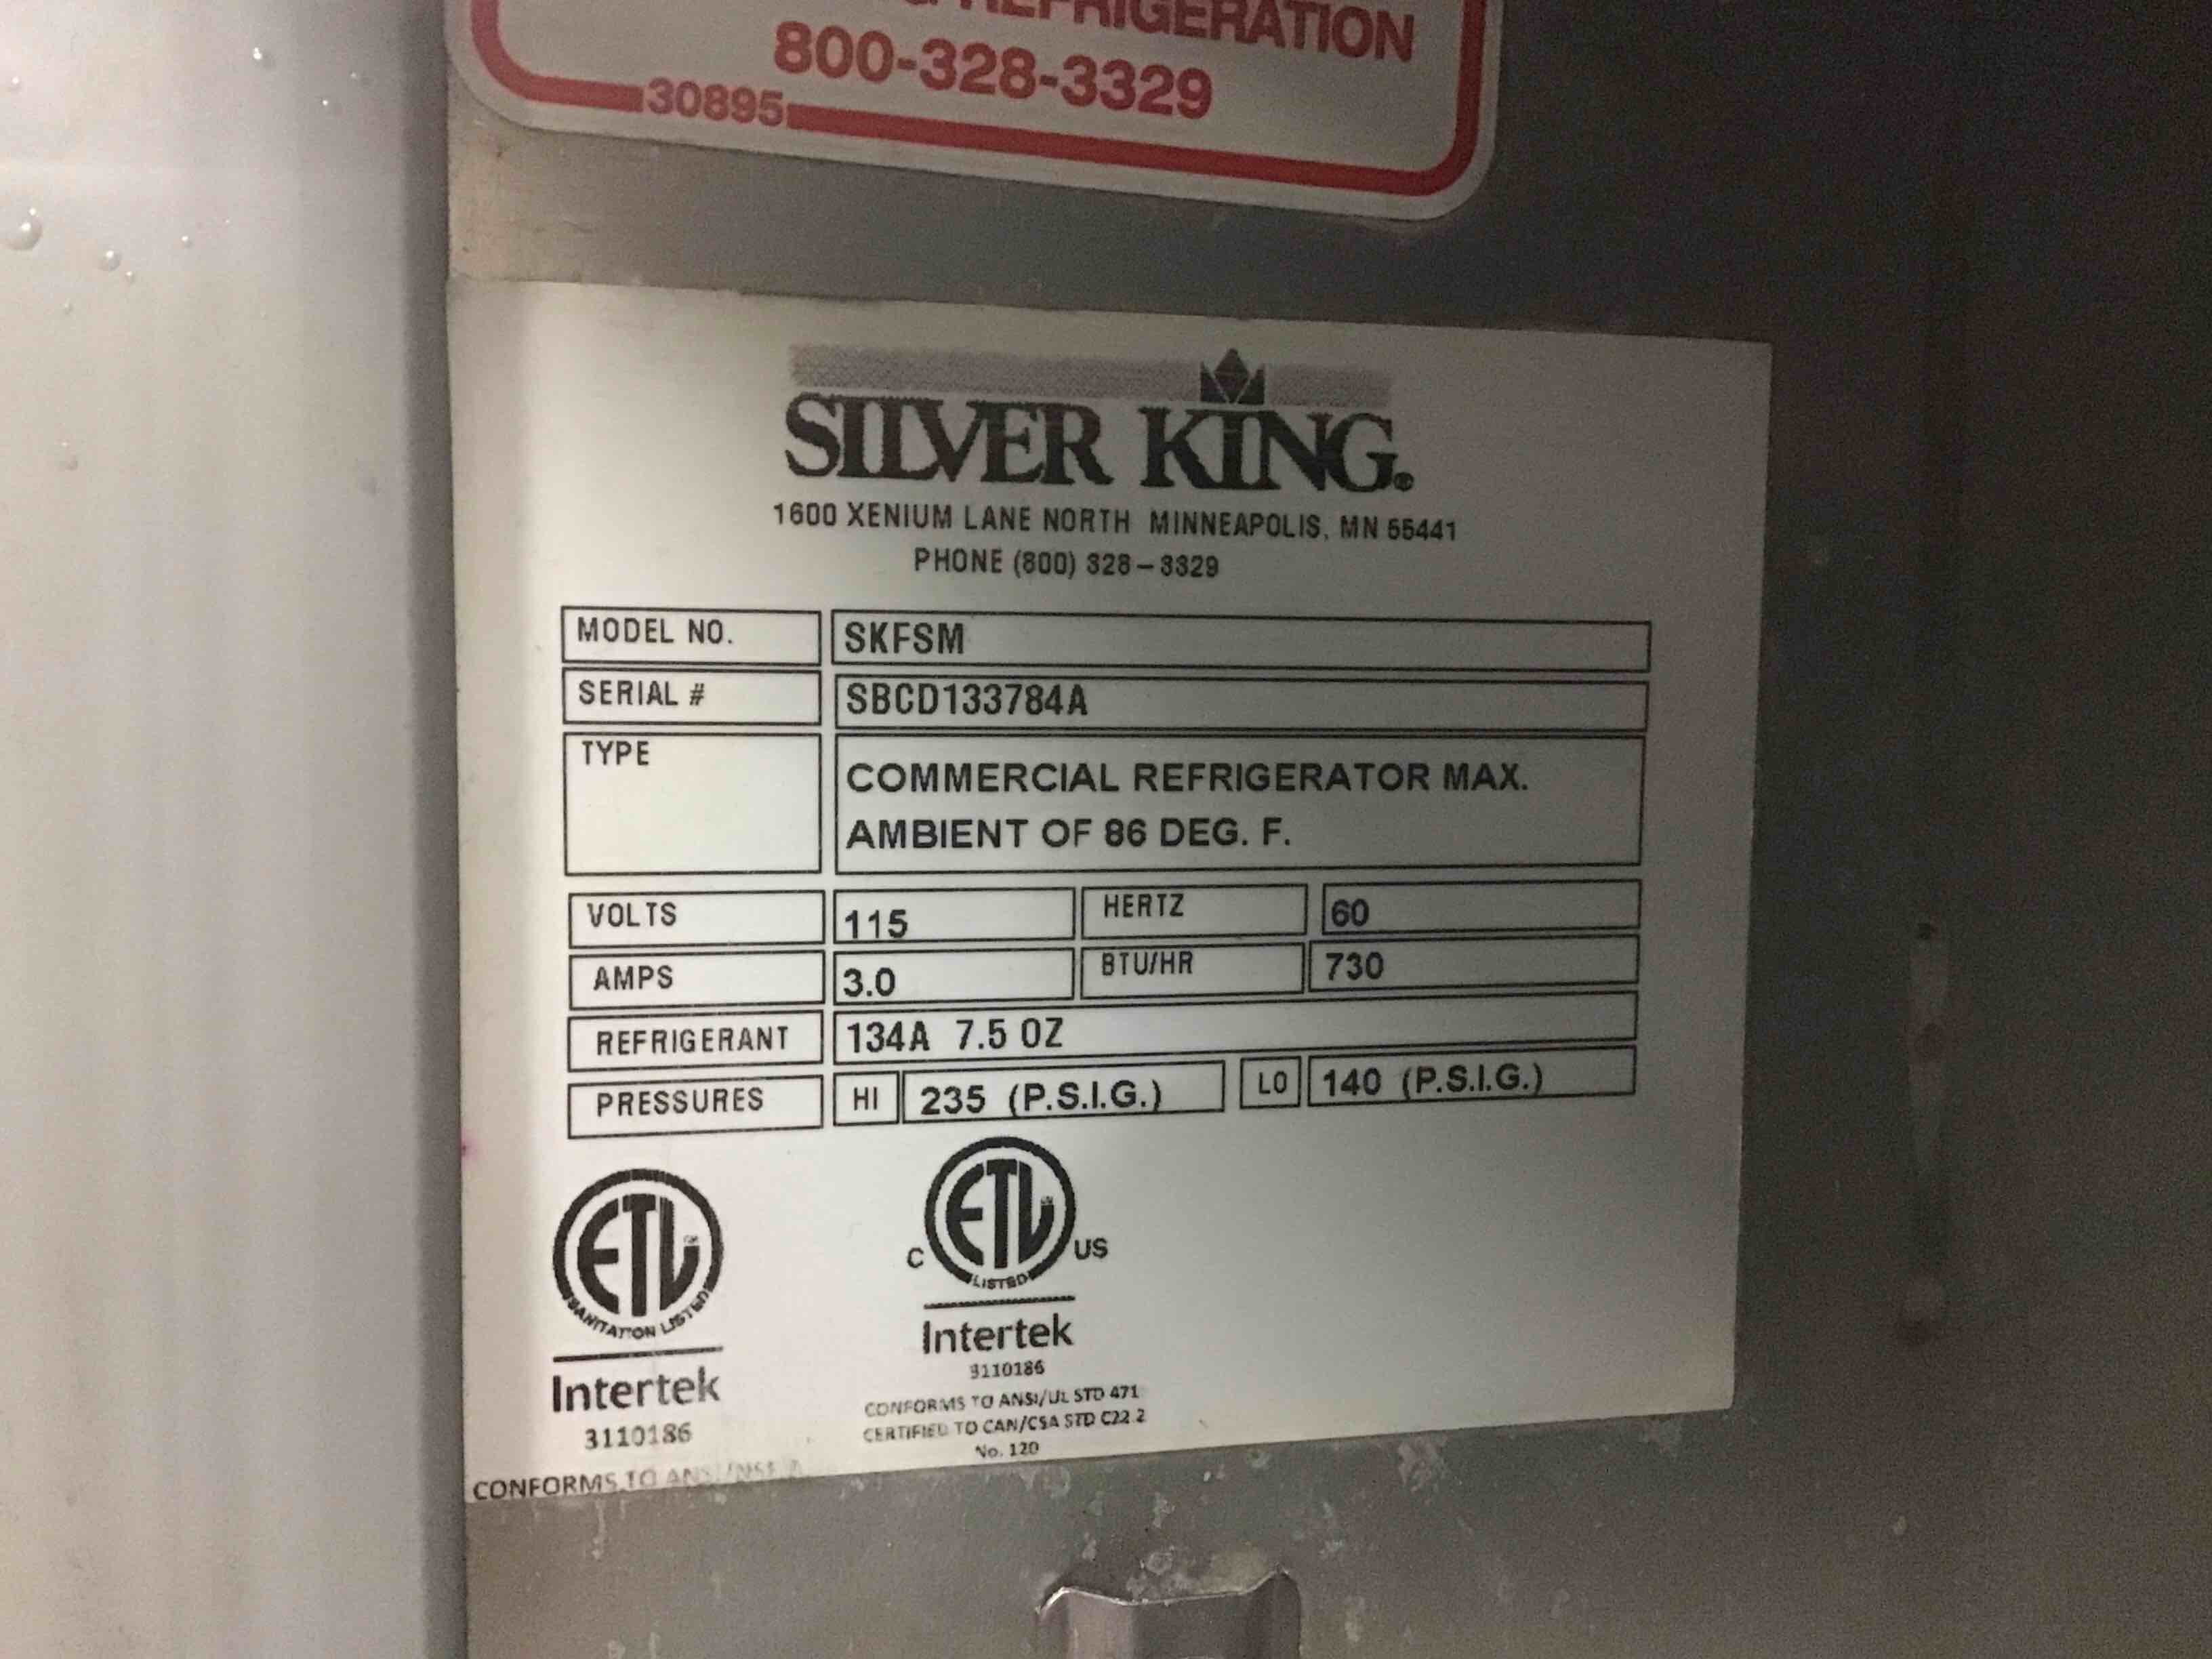 REFRIGERATION
800-328-3329
30895
SILVER KING®
1600 XENIUM LANE NORTH MINNEAPOLIS, MN 55441
PHONE (800) 328-3329
MODEL NO. SKFSM
SERIAL # SBCD133784A
TYPE COMMERCIAL REFRIGERATOR MAX.
AMBIENT OF 86 DEG. F.
VOLTS 115 HERTZ 60
AMPS 3.0 BTU/HR 730
REFRIGERANT 134A 7.5 OZ
PRESSURES HI 235 (P.S.I.G.) LO 140 (P.S.I.G.)
ETL
SANITATION LISTED
Intertek
3110186
CONFORMS TO ANSI/NSF
C ETL US
LISTED
Intertek
3110186
CONFORMS TO ANSI/UL STD 471
CERTIFIED TO CAN/CSA STD C22.2
No. 120